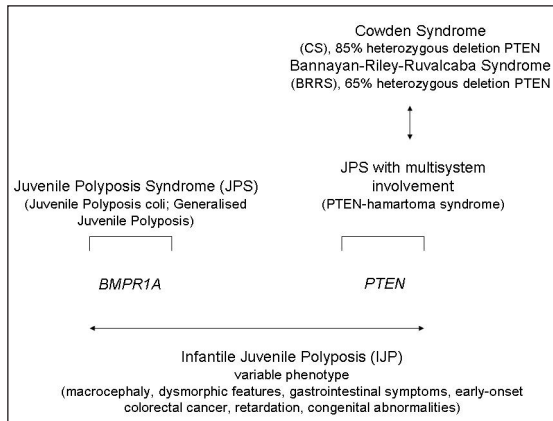 Cowden Syndrome
(CS), 85% heterozygous deletion PTEN
Bannayan-Riley-Ruvalcaba Syndrome
(BRRS), 65% heterozygous deletion PTEN
JPS with multisystem
involvement
(PTEN-hamartoma syndrome)
Juvenile Polyposis Syndrome (JPS)
(Juvenile Polyposis coli; Generalised
Juvenile Polyposis)
BMPR1A
PTEN
Infantile Juvenile Polyposis (IJP)
variable phenotype
(macrocephaly, dysmorphic features, gastrointestinal symptoms, early-onset
colorectal cancer, retardation, congenital abnormalities)